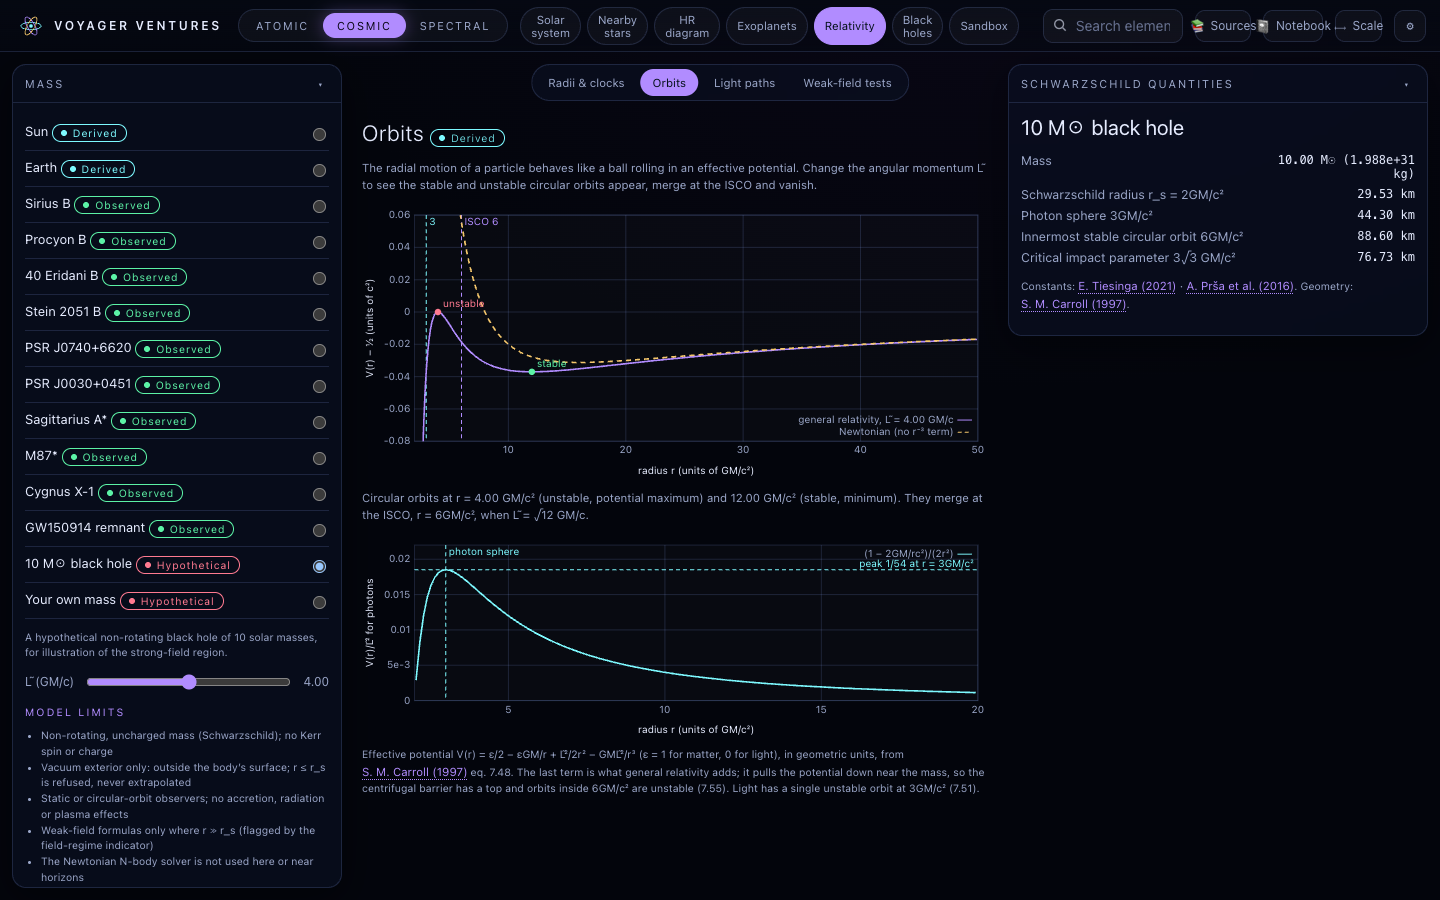 VOYAGER VENTURES
ATOMIC
COSMIC
SPECTRAL
Solar system
Nearby stars
HR diagram
Exoplanets
Relativity
Black holes
Sandbox
Search elemen
Sources
Notebook
Scale
MASS
Sun Derived
Earth Derived
Sirius B Observed
Procyon B Observed
40 Eridani B Observed
Stein 2051 B Observed
PSR J0740+6620 Observed
PSR J0030+0451 Observed
Sagittarius A* Observed
M87* Observed
Cygnus X-1 Observed
GW150914 remnant Observed
10 M☉ black hole Hypothetical
Your own mass Hypothetical
A hypothetical non-rotating black hole of 10 solar masses,
for illustration of the strong-field region.
L̃ (GM/c) 4.00
MODEL LIMITS
• Non-rotating, uncharged mass (Schwarzschild); no Kerr
spin or charge
• Vacuum exterior only: outside the body's surface; r ≤ r_s
is refused, never extrapolated
• Static or circular-orbit observers; no accretion, radiation
or plasma effects
• Weak-field formulas only where r » r_s (flagged by the
field-regime indicator)
• The Newtonian N-body solver is not used here or near
horizons
Radii & clocks
Orbits
Light paths
Weak-field tests
Orbits Derived
The radial motion of a particle behaves like a ball rolling in an effective potential. Change the angular momentum L̃
to see the stable and unstable circular orbits appear, merge at the ISCO and vanish.
V(r) − ½ (units of c²)
0.06
0.04
0.02
0
-0.02
-0.04
-0.06
-0.08
3
ISCO 6
unstable
stable
general relativity, L̃ = 4.00 GM/c
Newtonian (no r⁻³ term)
10
20
30
40
50
radius r (units of GM/c²)
Circular orbits at r = 4.00 GM/c² (unstable, potential maximum) and 12.00 GM/c² (stable, minimum). They merge at
the ISCO, r = 6GM/c², when L̃ = √12 GM/c.
V(r)/L̃² for photons
0.02
0.015
0.01
5e-3
0
photon sphere
(1 − 2GM/rc²)/(2r²)
peak 1/54 at r = 3GM/c²
5
10
15
20
radius r (units of GM/c²)
Effective potential V(r) = ε/2 − εGM/r + L̃²/2r² − GML̃²/r³ (ε = 1 for matter, 0 for light), in geometric units, from
S. M. Carroll (1997) eq. 7.48. The last term is what general relativity adds; it pulls the potential down near the mass, so the
centrifugal barrier has a top and orbits inside 6GM/c² are unstable (7.55). Light has a single unstable orbit at 3GM/c² (7.51).
SCHWARZSCHILD QUANTITIES
10 M☉ black hole
Mass 10.00 M☉ (1.988e+31
kg)
Schwarzschild radius r_s = 2GM/c² 29.53 km
Photon sphere 3GM/c² 44.30 km
Innermost stable circular orbit 6GM/c² 88.60 km
Critical impact parameter 3√3 GM/c² 76.73 km
Constants: E. Tiesinga (2021) · A. Prša et al. (2016). Geometry:
S. M. Carroll (1997).